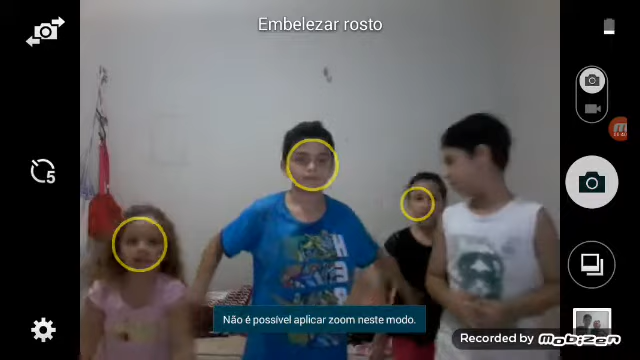 Embelezar rosto
5
Não é possível aplicar zoom neste modo.
Recorded by Mobizen